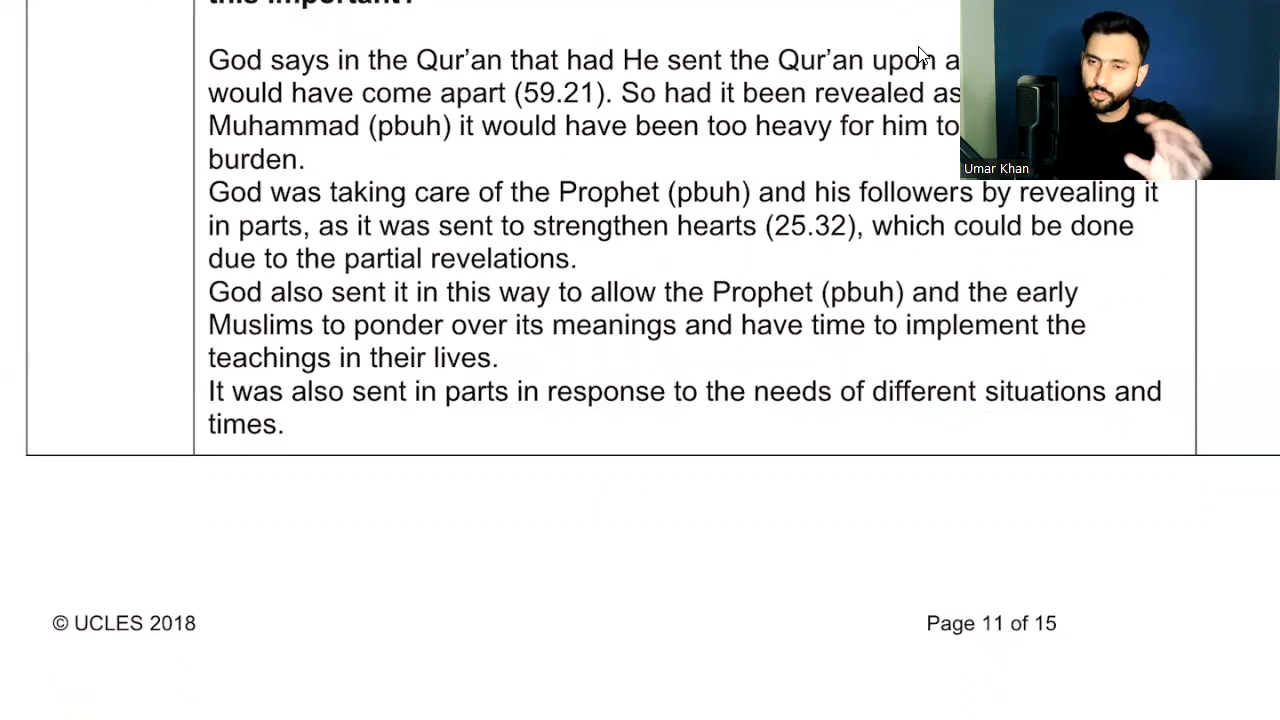 this important?
God says in the Qur’an that had He sent the Qur’an upon a
would have come apart (59.21). So had it been revealed as
Muhammad (pbuh) it would have been too heavy for him to
burden.
God was taking care of the Prophet (pbuh) and his followers by revealing it
in parts, as it was sent to strengthen hearts (25.32), which could be done
due to the partial revelations.
God also sent it in this way to allow the Prophet (pbuh) and the early
Muslims to ponder over its meanings and have time to implement the
teachings in their lives.
It was also sent in parts in response to the needs of different situations and
times.
Umar Khan
© UCLES 2018
Page 11 of 15